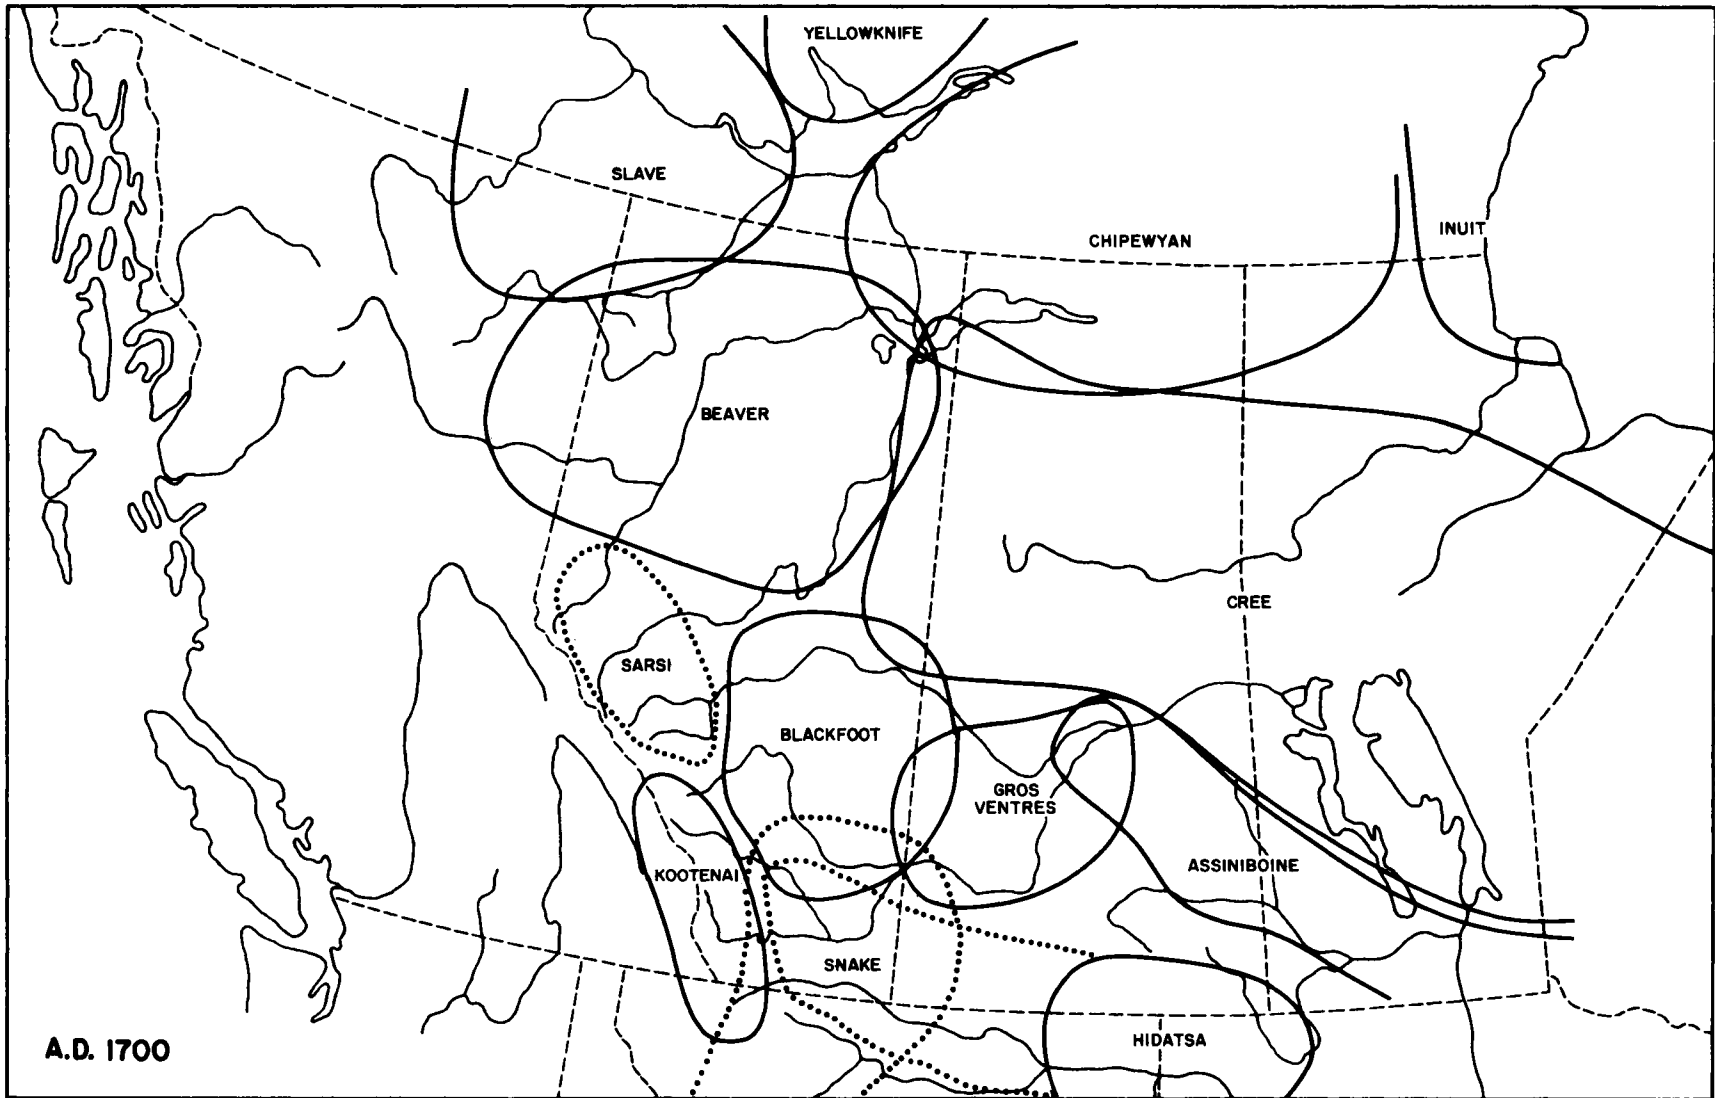 YELLOWKNIFE
SLAVE
INUIT
CHIPEWYAN
BEAVER
CREE
SARSI
BLACKFOOT
GROS
VENTRES
ASSINIBOINE
KOOTENAI
SNAKE
HIDATSA
A.D. 1700